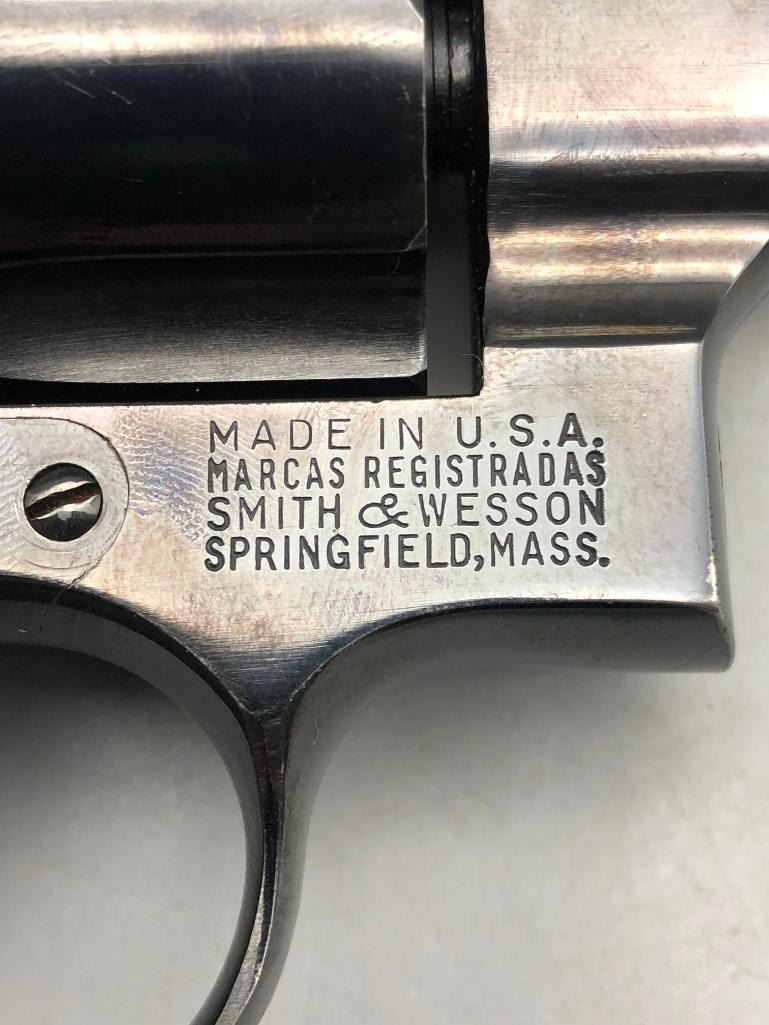 MADE IN U.S.A.
MARCAS REGISTRADAS
SMITH & WESSON
SPRINGFIELD, MASS.